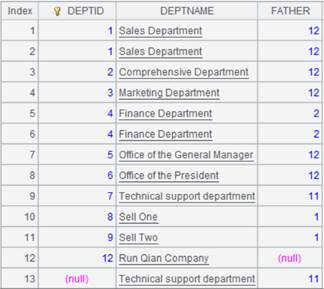 Index DEPTID DEPTNAME FATHER
1 1 Sales Department 12
2 1 Sales Department 12
3 2 Comprehensive Department 12
4 3 Marketing Department 12
5 4 Finance Department 2
6 4 Finance Department 2
7 5 Office of the General Manager 12
8 6 Office of the President 12
9 7 Technical support department 11
10 8 Sell One 1
11 9 Sell Two 1
12 12 Run Qian Company (null)
13 (null) Technical support department 11